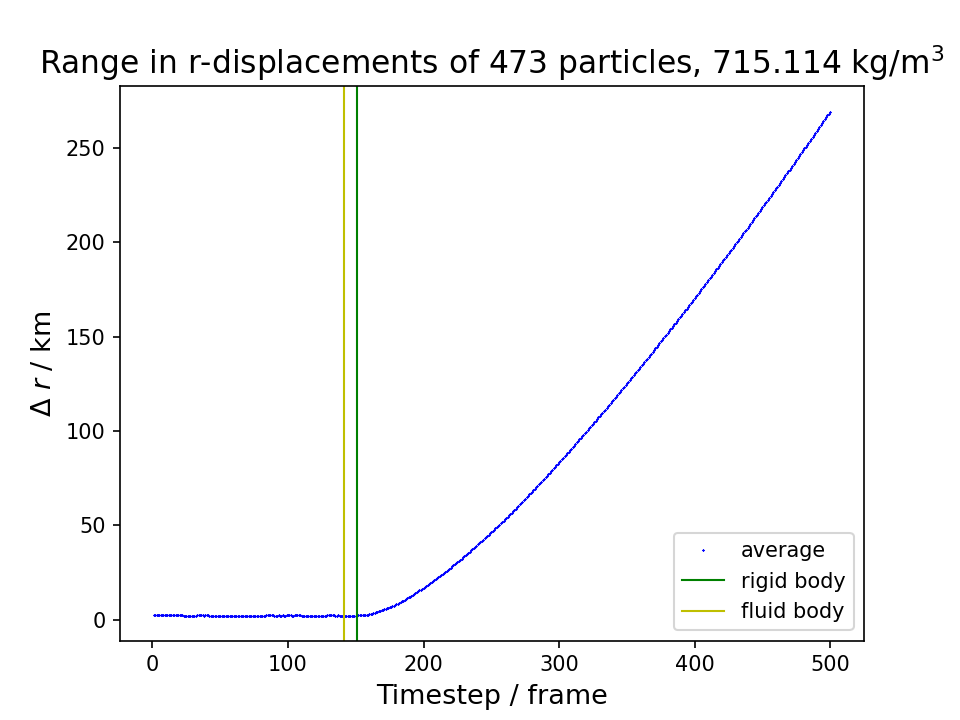 Range in r-displacements of 473 particles, 715.114 kg/m³
Δ r / km
250
200
150
100
50
0
0 100 200 300 400 500
Timestep / frame
average
rigid body
fluid body